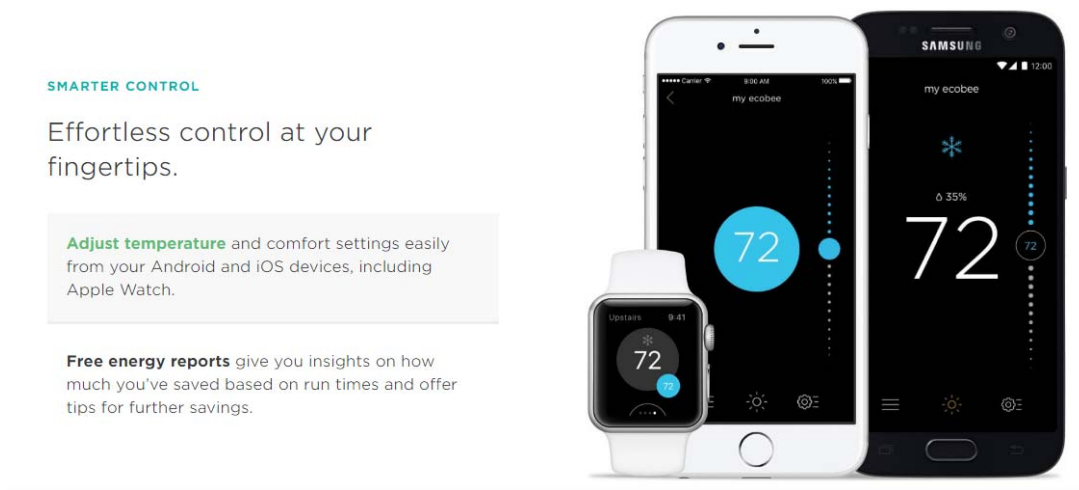 SMARTER CONTROL
Effortless control at your
fingertips.
Adjust temperature and comfort settings easily
from your Android and iOS devices, including
Apple Watch.
Free energy reports give you insights on how
much you've saved based on run times and offer
tips for further savings.
Upstairs 9:41
72
72
Carrier 9:00 AM 100%
my ecobee
72
SAMSUNG
12:00
my ecobee
35%
72
72